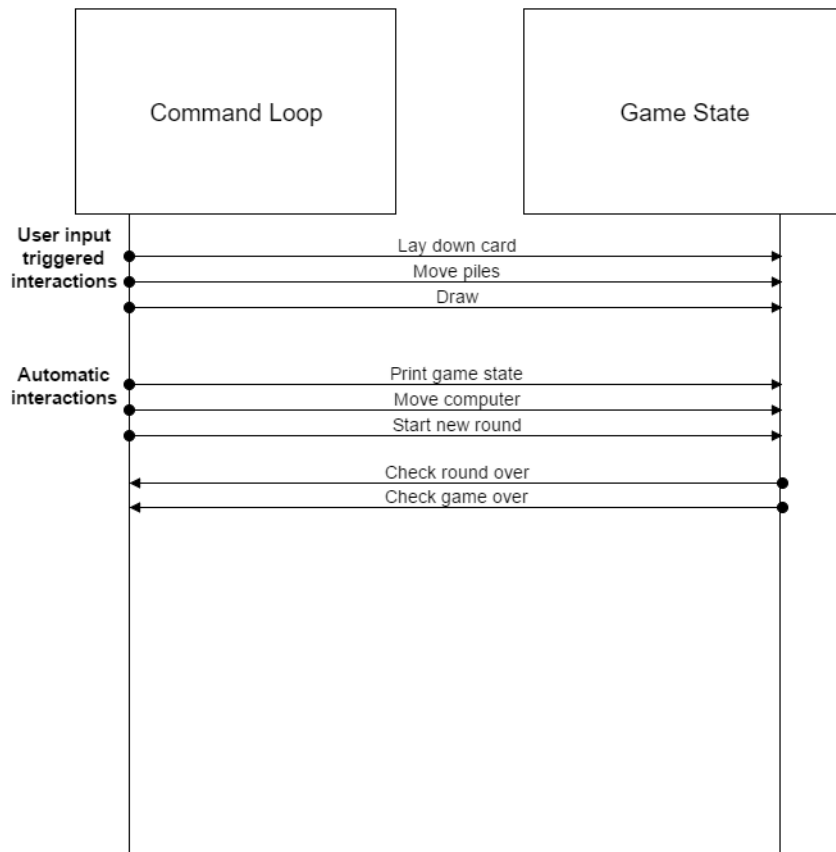 Command Loop
Game State
User input
triggered
interactions
Lay down card
Move piles
Draw
Automatic
interactions
Print game state
Move computer
Start new round
Check round over
Check game over